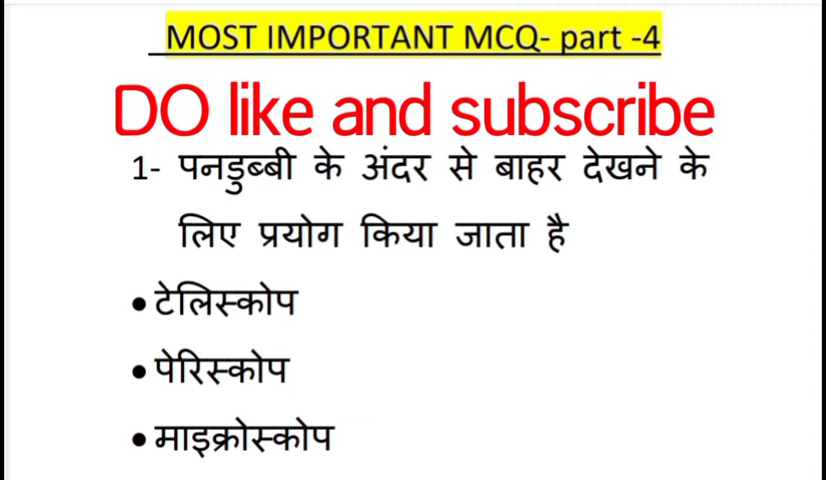 MOST IMPORTANT MCQ- part -4
DO like and subscribe
1- पनडुब्बी के अंदर से बाहर देखने के
लिए प्रयोग किया जाता है
• टेलिस्कोप
• पेरिस्कोप
• माइक्रोस्कोप